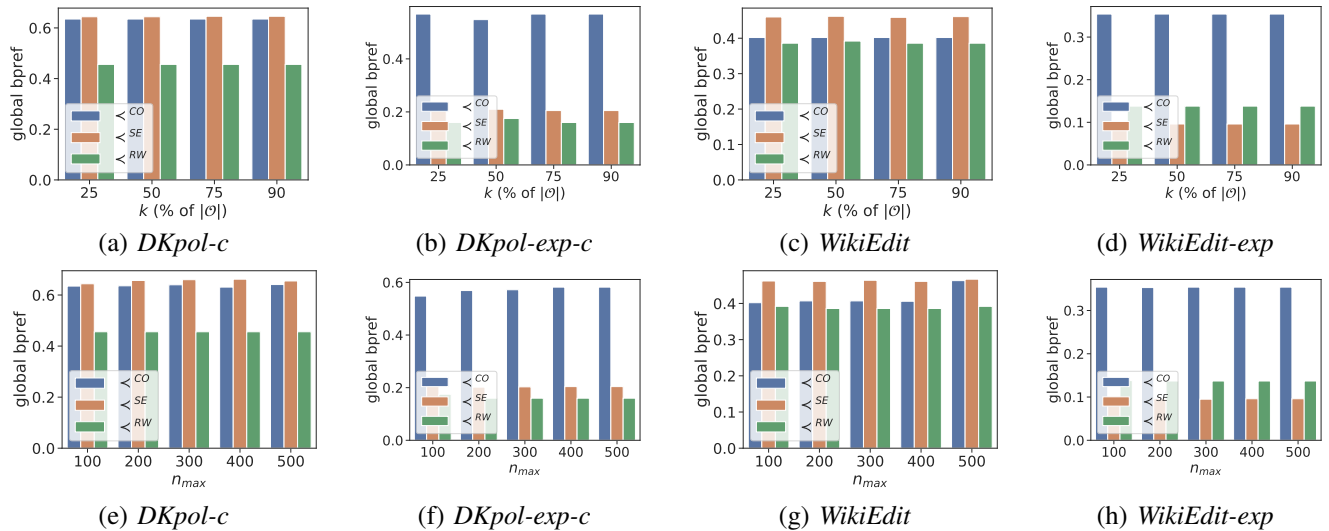 global bpref
0.6
0.4
0.2
0.0
≺ CO
≺ SE
≺ RW
25 50 75 90
k (% of |𝒪|)
(a) DKpol-c
global bpref
0.4
0.2
0.0
≺ CO
≺ SE
≺ RW
25 50 75 90
k (% of |𝒪|)
(b) DKpol-exp-c
global bpref
0.4
0.3
0.2
0.1
0.0
≺ CO
≺ SE
≺ RW
25 50 75 90
k (% of |𝒪|)
(c) WikiEdit
global bpref
0.3
0.2
0.1
0.0
≺ CO
≺ SE
≺ RW
25 50 75 90
k (% of |𝒪|)
(d) WikiEdit-exp
global bpref
0.6
0.4
0.2
0.0
≺ CO
≺ SE
≺ RW
100 200 300 400 500
n_max
(e) DKpol-c
global bpref
0.6
0.4
0.2
0.0
≺ CO
≺ SE
≺ RW
100 200 300 400 500
n_max
(f) DKpol-exp-c
global bpref
0.4
0.3
0.2
0.1
0.0
≺ CO
≺ SE
≺ RW
100 200 300 400 500
n_max
(g) WikiEdit
global bpref
0.3
0.2
0.1
0.0
≺ CO
≺ SE
≺ RW
100 200 300 400 500
n_max
(h) WikiEdit-exp